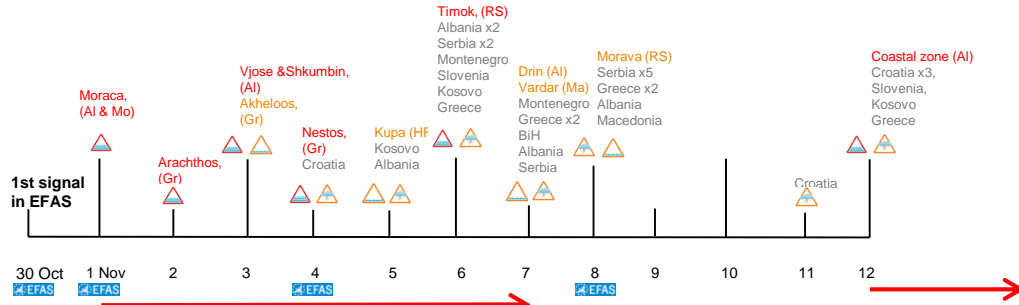 1st signal
in EFAS
Moraca,
(Al & Mo)
Arachthos,
(Gr)
Vjose &Shkumbin,
(Al)
Akheloos,
(Gr)
Nestos,
(Gr)
Croatia
Kupa (HR
Kosovo
Albania
Timok, (RS)
Albania x2
Serbia x2
Montenegro
Slovenia
Kosovo
Greece
Drin (Al)
Vardar (Ma)
Montenegro
Greece x2
BiH
Albania
Serbia
Morava (RS)
Serbia x5
Greece x2
Albania
Macedonia
Croatia
Coastal zone (Al)
Croatia x3,
Slovenia,
Kosovo
Greece
30 Oct
1 Nov
2
3
4
5
6
7
8
9
10
11
12
EFAS
EFAS
EFAS
EFAS